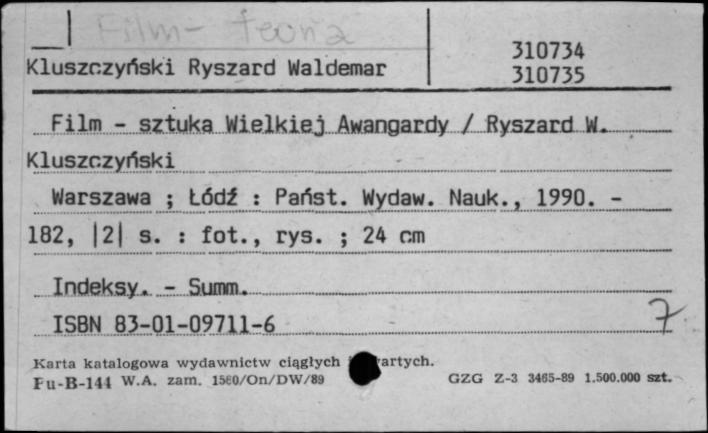 Film - teoria
310734
Kluszczyński Ryszard Waldemar
310735
Film - sztuka Wielkiej Awangardy / Ryszard W.
Kluszczyński
Warszawa ; Łódź : Państ. Wydaw. Nauk., 1990. -
182, |2| s. : fot., rys. ; 24 cm
Indeksy. - Summ.
ISBN 83-01-09711-6
7
Karta katalogowa wydawnictw ciągłych
Pu-B-144 W.A. zam. 1560/On/DW/89 GZG Z-3 3465-89 1.500.000 szt.